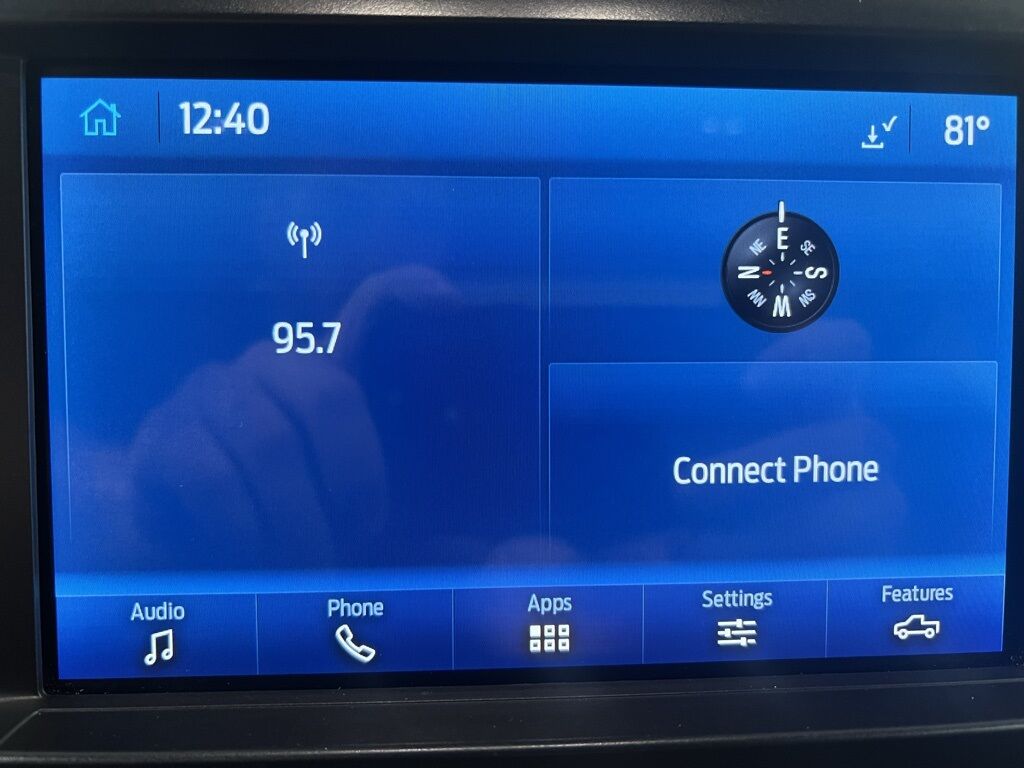 12:40
81°
95.7
E
NE
SE
N
S
NW
SW
W
Connect Phone
Audio
Phone
Apps
Settings
Features